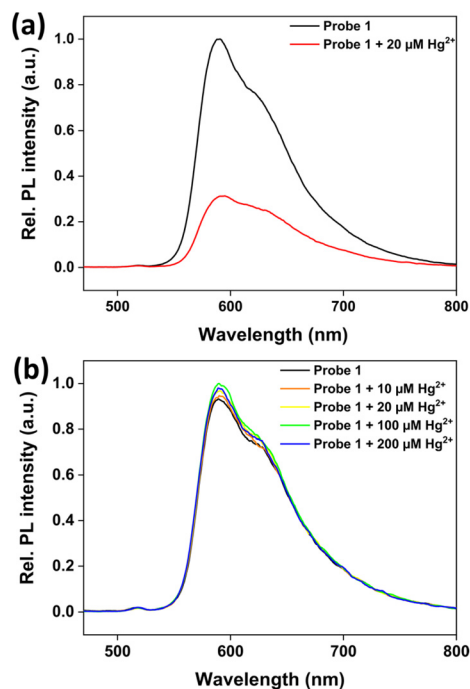 (a)
Probe 1
Probe 1 + 20 µM Hg²⁺
Rel. PL intensity (a.u.)
1.0
0.8
0.6
0.4
0.2
0.0
500 600 700 800
Wavelength (nm)
(b)
Probe 1
Probe 1 + 10 µM Hg²⁺
Probe 1 + 20 µM Hg²⁺
Probe 1 + 100 µM Hg²⁺
Probe 1 + 200 µM Hg²⁺
Rel. PL intensity (a.u.)
1.0
0.8
0.6
0.4
0.2
0.0
500 600 700 800
Wavelength (nm)